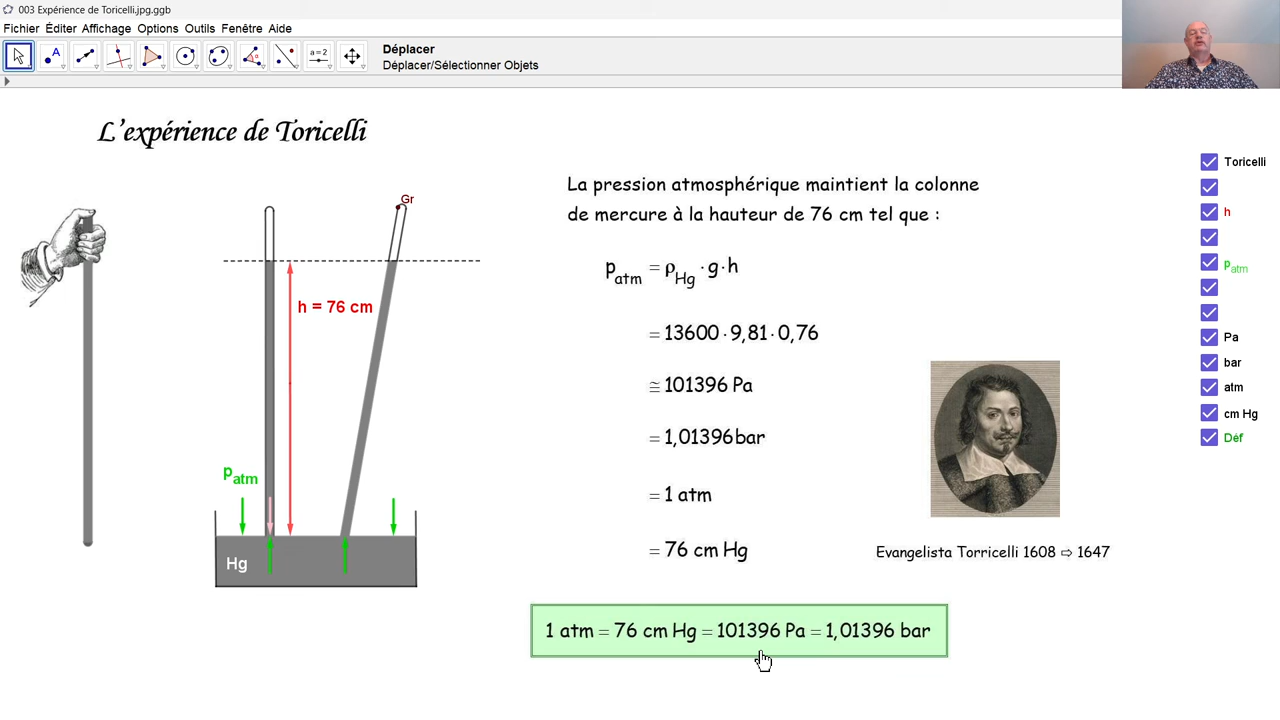 003 Expérience de Toricelli.jpg.ggb
Fichier Éditer Affichage Options Outils Fenêtre Aide
A
a=2
Déplacer
Déplacer/Sélectionner Objets
L'expérience de Toricelli
Gr
h = 76 cm
p atm
Hg
La pression atmosphérique maintient la colonne
de mercure à la hauteur de 76 cm tel que :
p atm = ρ Hg · g · h
= 13600 · 9,81 · 0,76
≅ 101396 Pa
= 1,01396 bar
= 1 atm
= 76 cm Hg
Evangelista Torricelli 1608 ⇨ 1647
1 atm = 76 cm Hg = 101396 Pa = 1,01396 bar
Toricelli
h
p atm
Pa
bar
atm
cm Hg
Déf